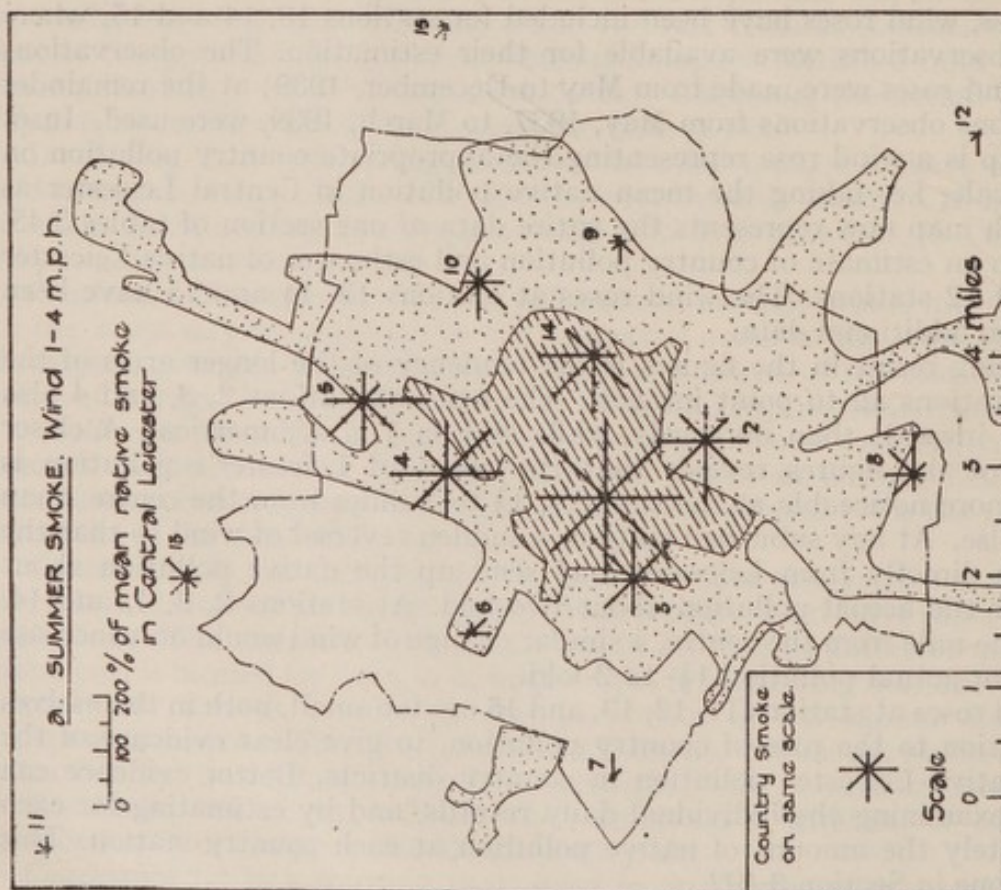 a. SUMMER SMOKE. Wind 1-4 m.p.h.
0 100 200% of mean native smoke
in Central Leicester
11
13
15
5
10
4
6
14
1
9
7
3
2
8
12
Country Smoke
on same scale
Scale
0 1 2 3 4 miles